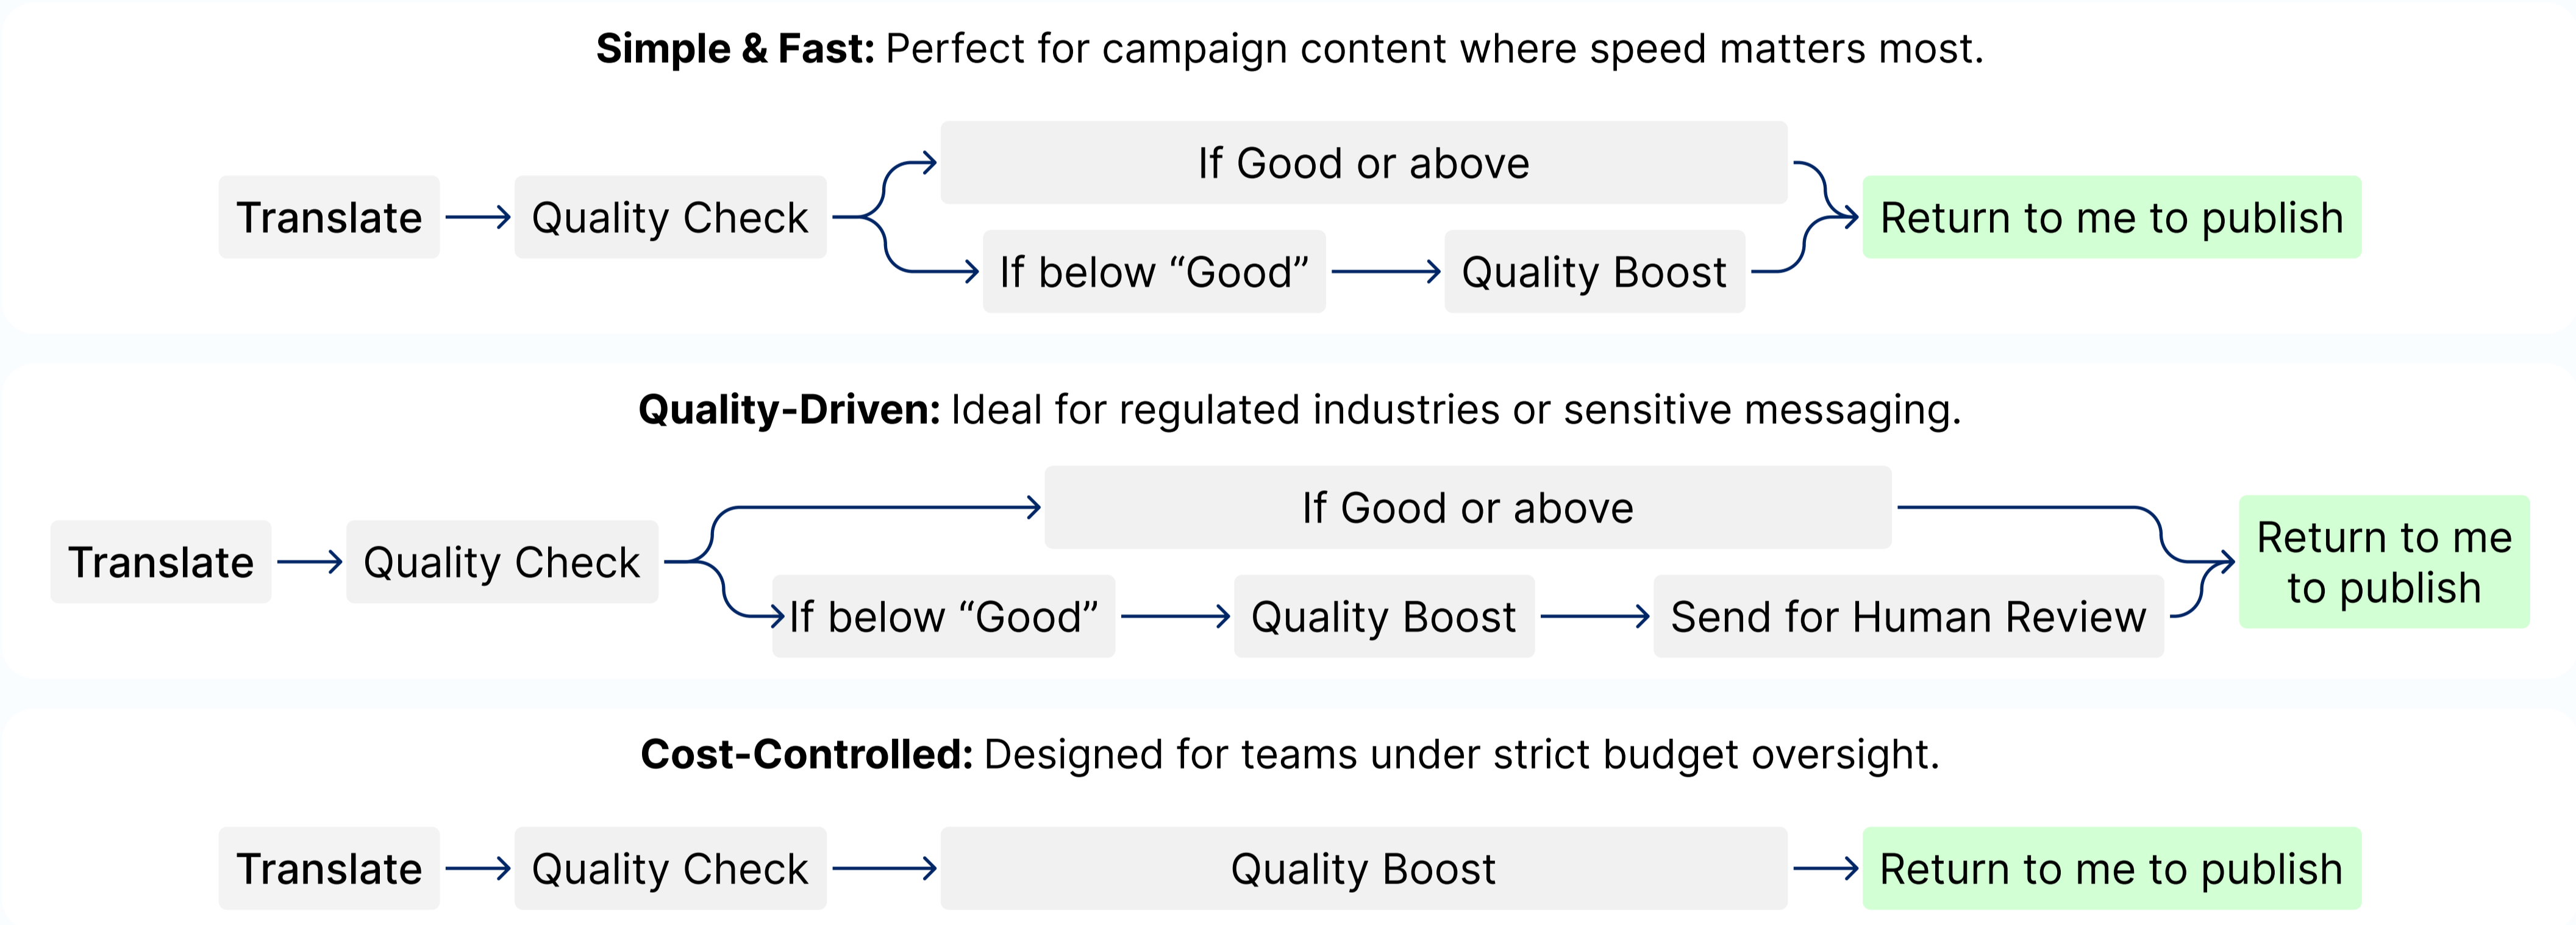 Simple & Fast: Perfect for campaign content where speed matters most.
Translate
Quality Check
If Good or above
If below “Good”
Quality Boost
Return to me to publish
Quality-Driven: Ideal for regulated industries or sensitive messaging.
Translate
Quality Check
If Good or above
If below “Good”
Quality Boost
Send for Human Review
Return to me
to publish
Cost-Controlled: Designed for teams under strict budget oversight.
Translate
Quality Check
Quality Boost
Return to me to publish